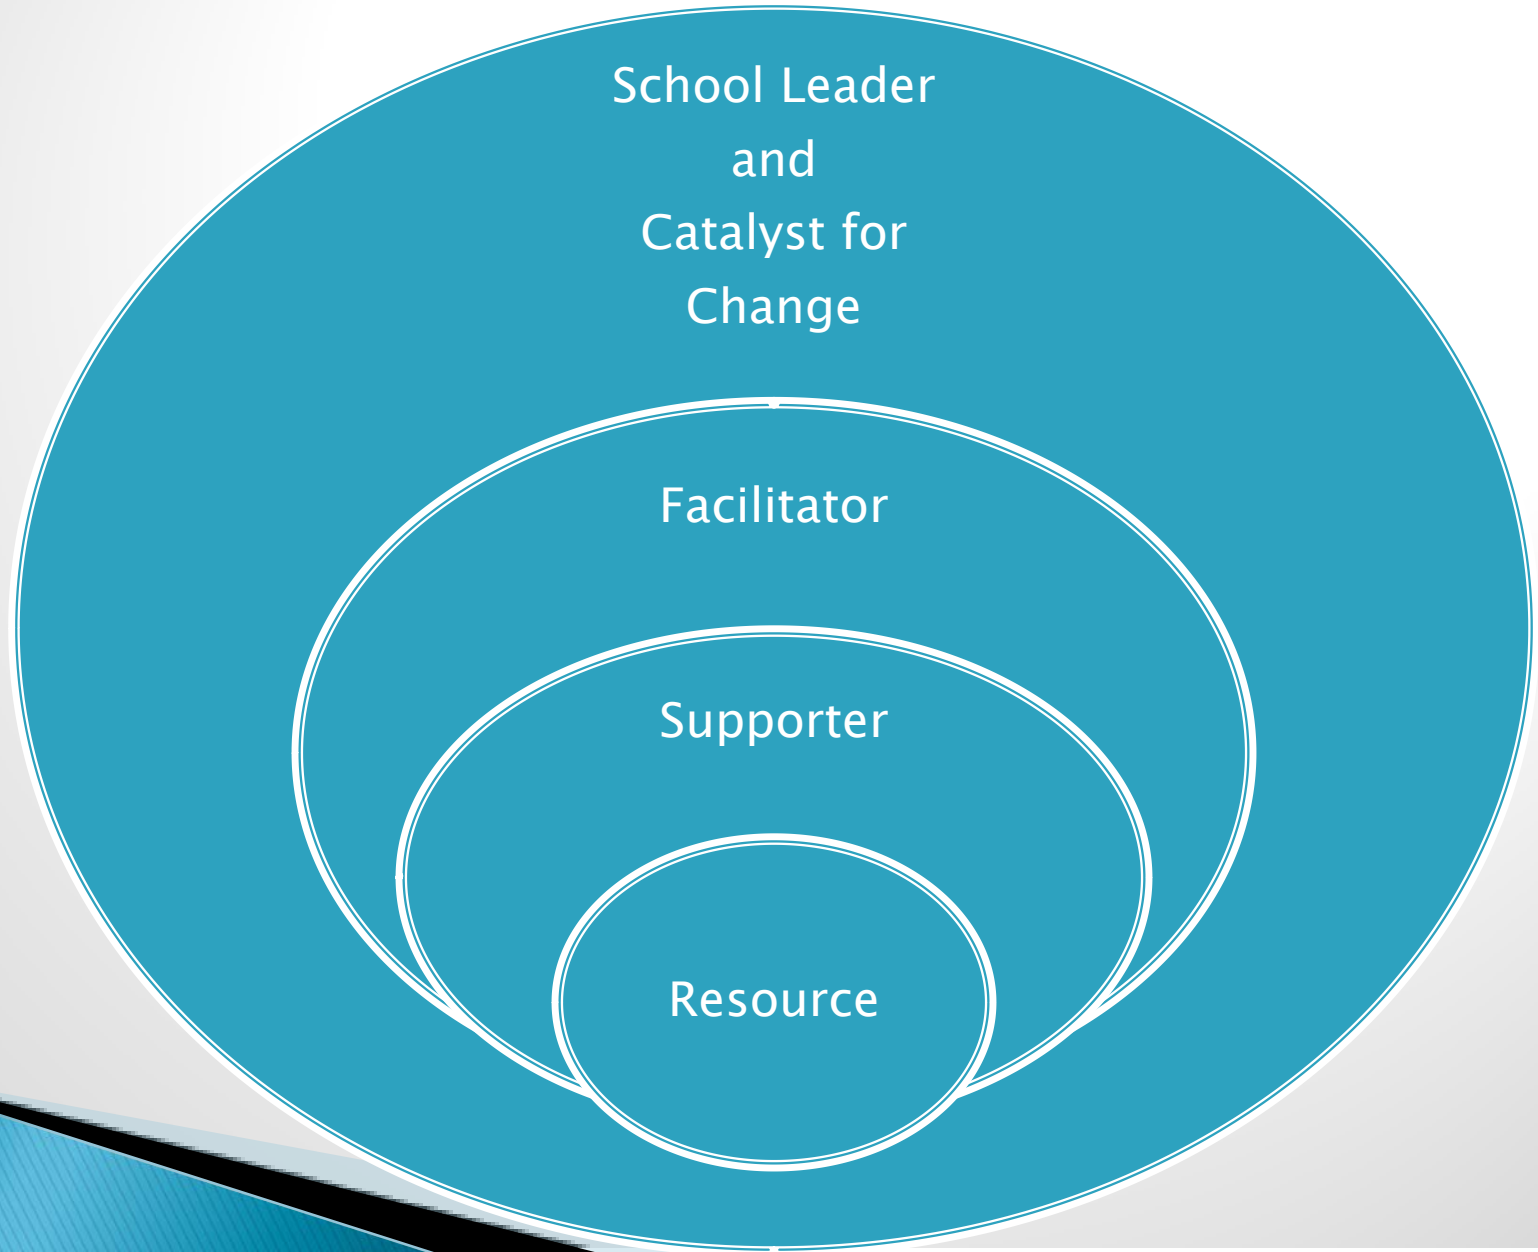 School Leader
and
Catalyst for
Change
Facilitator
Supporter
Resource